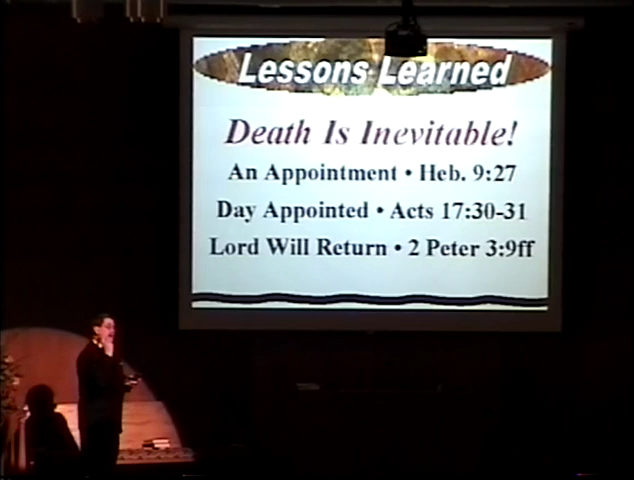 Lessons Learned
Death Is Inevitable!
An Appointment • Heb. 9:27
Day Appointed • Acts 17:30-31
Lord Will Return • 2 Peter 3:9ff